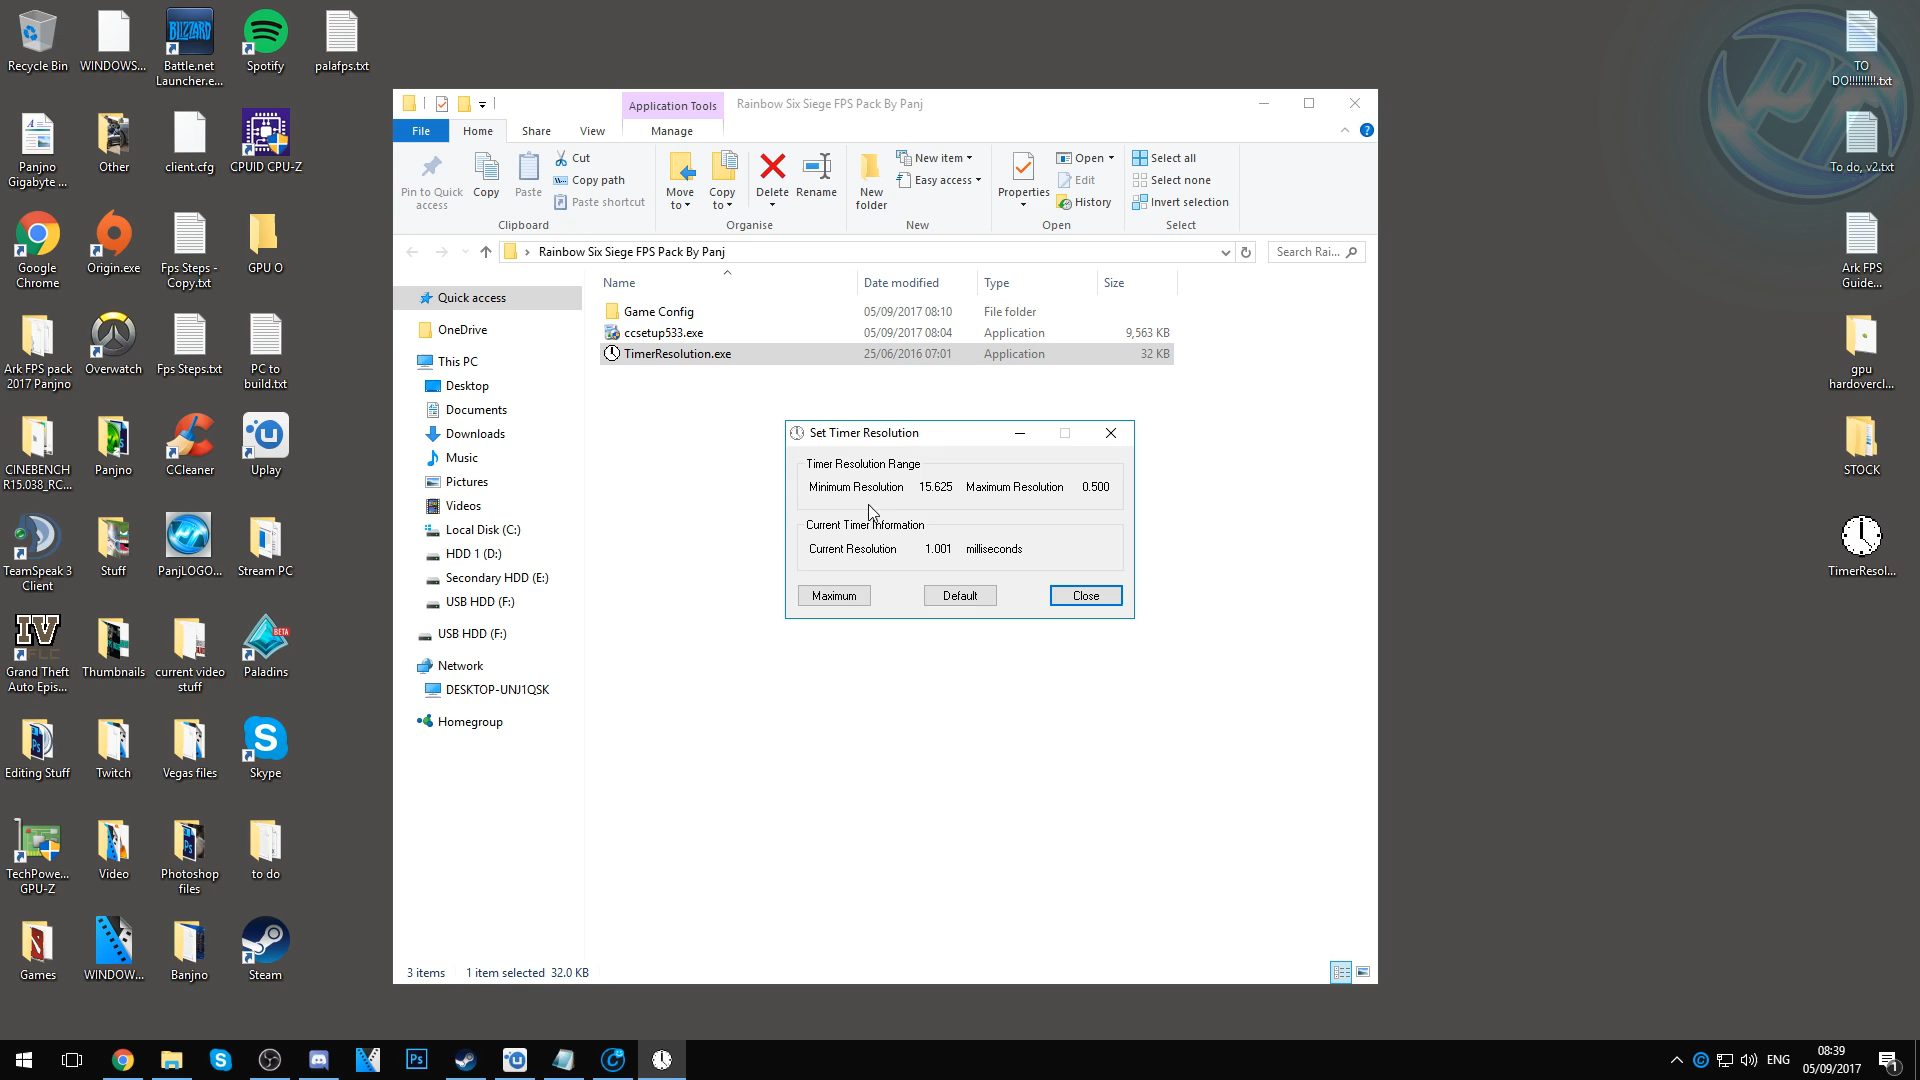 Recycle Bin
WINDOWS...
Battle.net
Launcher.e...
Spotify
palafps.txt
Panjno
Gigabyte ...
Other
client.cfg
CPUID CPU-Z
Google
Chrome
Origin.exe
Fps Steps -
Copy.txt
GPU O
Ark FPS pack
2017 Panjno
Overwatch
Fps Steps.txt
PC to
build.txt
CINEBENCH
R15.038_RC...
Panjno
CCleaner
Uplay
TeamSpeak 3
Client
Stuff
PanjLOGO...
Stream PC
IV
Grand Theft
Auto Epis...
Thumbnails
current video
stuff
BETA
Paladins
Editing Stuff
Twitch
Vegas files
Skype
TechPowe...
GPU-Z
Video
Photoshop
files
to do
Games
WINDOW...
Banjno
Steam
BLIZZARD
Application Tools
Rainbow Six Siege FPS Pack By Panj
File
Home
Share
View
Manage
Pin to Quick
access
Copy
Paste
Cut
Copy path
Paste shortcut
Clipboard
Move
to
Copy
to
Delete
Rename
Organise
New
folder
New item
Easy access
New
Properties
Open
Edit
History
Open
Select all
Select none
Invert selection
Select
Rainbow Six Siege FPS Pack By Panj
Search Rai...
Name
Date modified
Type
Size
Game Config
05/09/2017 08:10
File folder
ccsetup533.exe
05/09/2017 08:04
Application
9,563 KB
TimerResolution.exe
25/06/2016 07:01
Application
32 KB
Quick access
OneDrive
This PC
Desktop
Documents
Downloads
Music
Pictures
Videos
Local Disk (C:)
HDD 1 (D:)
Secondary HDD (E:)
USB HDD (F:)
USB HDD (F:)
Network
DESKTOP-UNJ1QSK
Homegroup
Set Timer Resolution
Timer Resolution Range
Minimum Resolution 15.625 Maximum Resolution 0.500
Current Timer Information
Current Resolution 1.001 milliseconds
Maximum
Default
Close
3 items
1 item selected 32.0 KB
TO
DO!!!!!!!!!.txt
To do, v2.txt
Ark FPS
Guide...
gpu
hardovercl...
STOCK
TimerResol...
ENG
08:39
05/09/2017
1